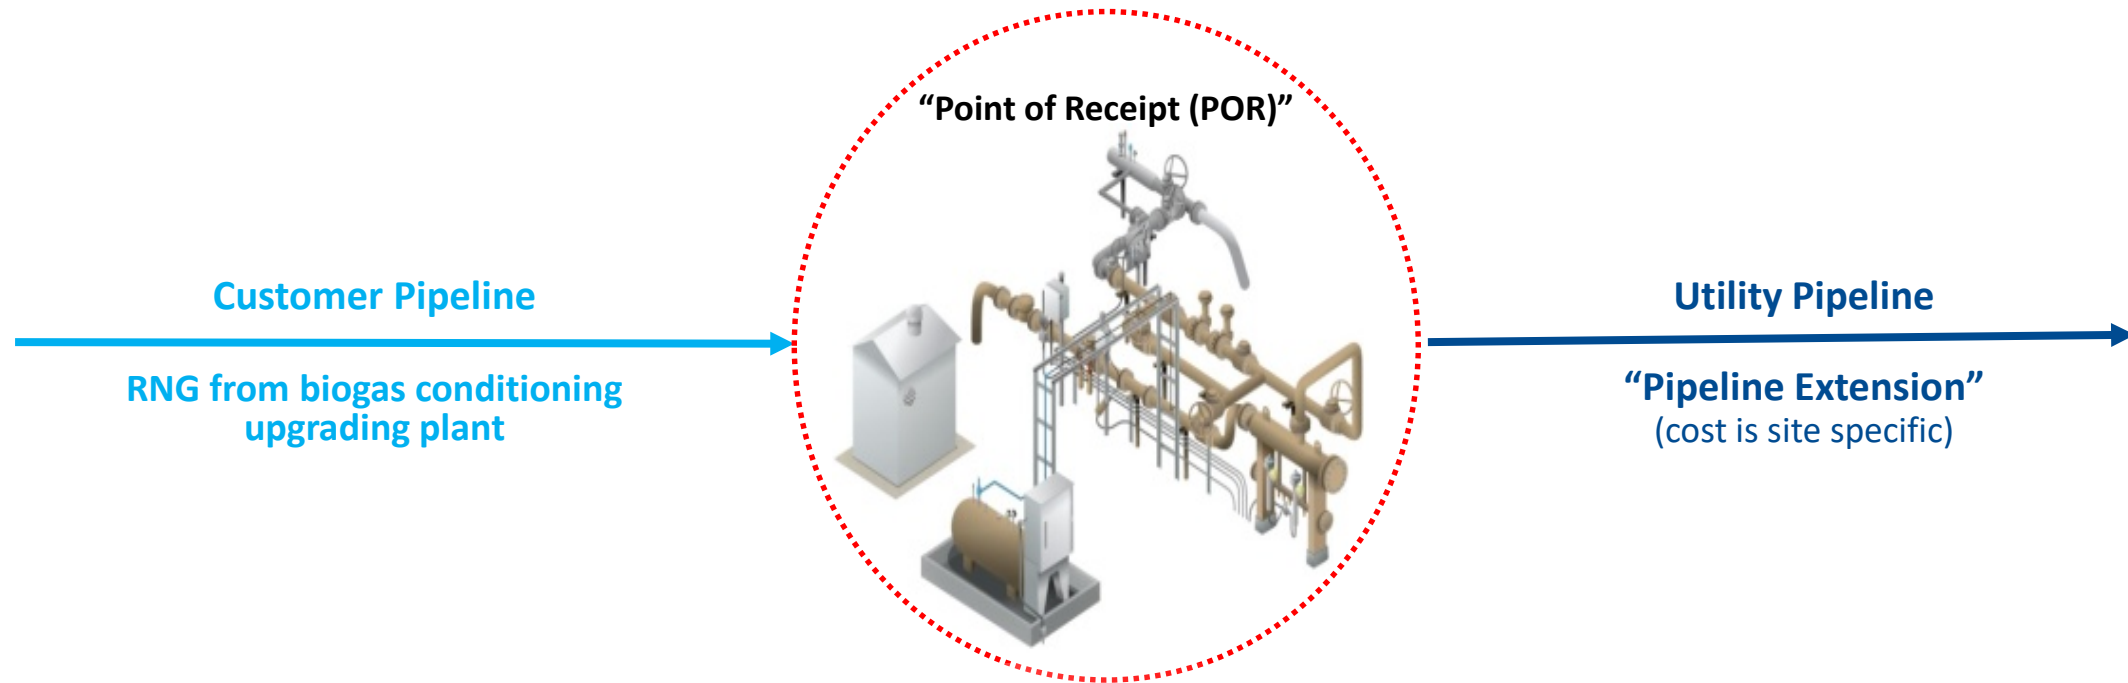 “Point of Receipt (POR)”
Customer Pipeline
RNG from biogas conditioning
upgrading plant
Utility Pipeline
“Pipeline Extension”
(cost is site specific)